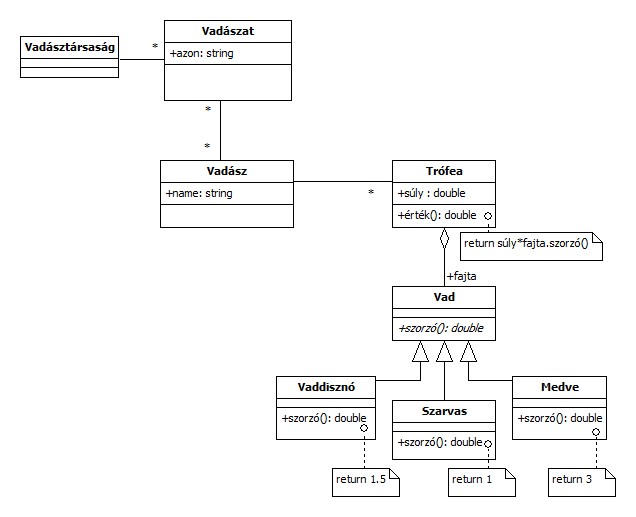 Vadásztársaság
*
Vadászat
+azon: string
*
*
Vadász
+name: string
*
Trófea
+súly : double
+érték(): double
return súly*fajta.szorzó()
+fajta
Vad
+szorzó(): double
Vaddisznó
+szorzó(): double
return 1.5
Szarvas
+szorzó(): double
return 1
Medve
+szorzó(): double
return 3